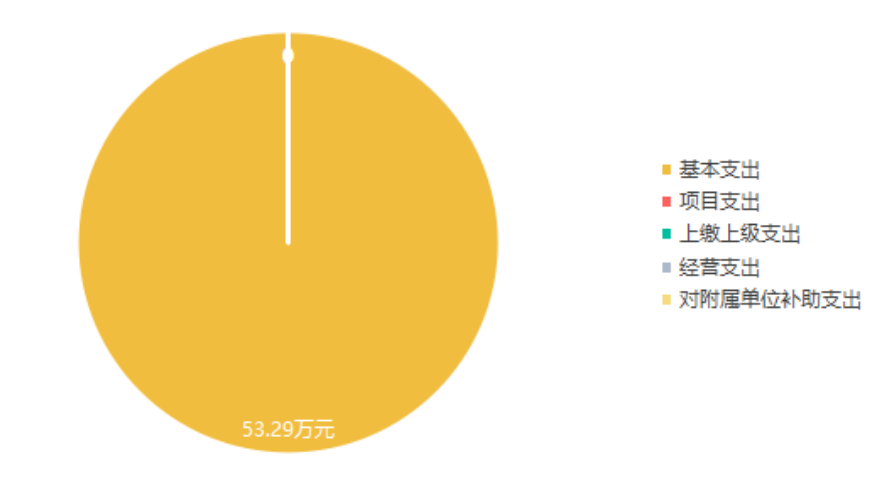 基本支出
项目支出
上缴上级支出
经营支出
对附属单位补助支出
53.29万元